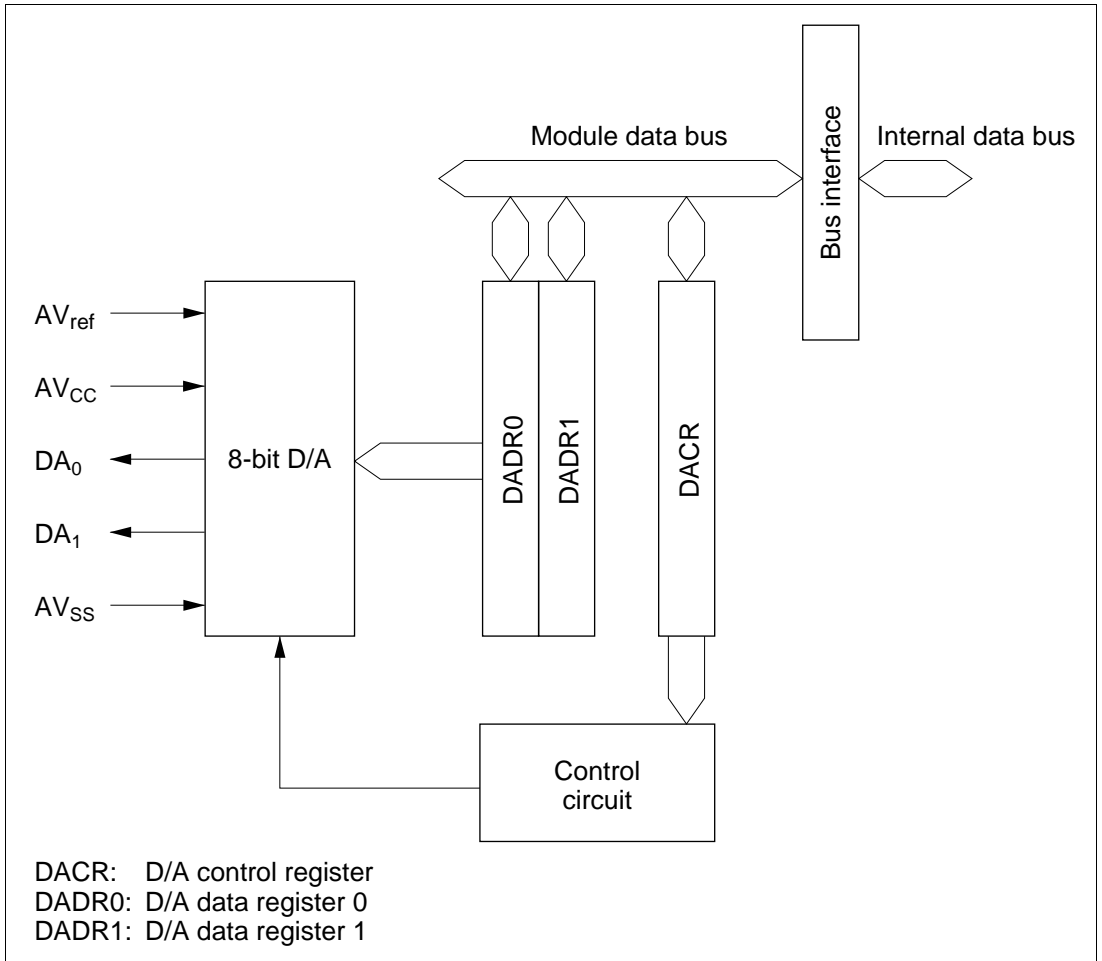 Module data bus
Internal data bus
Bus interface
AVref
AVCC
DA0
DA1
AVSS
8-bit D/A
DADR0
DADR1
DACR
Control
circuit
DACR: D/A control register
DADR0: D/A data register 0
DADR1: D/A data register 1